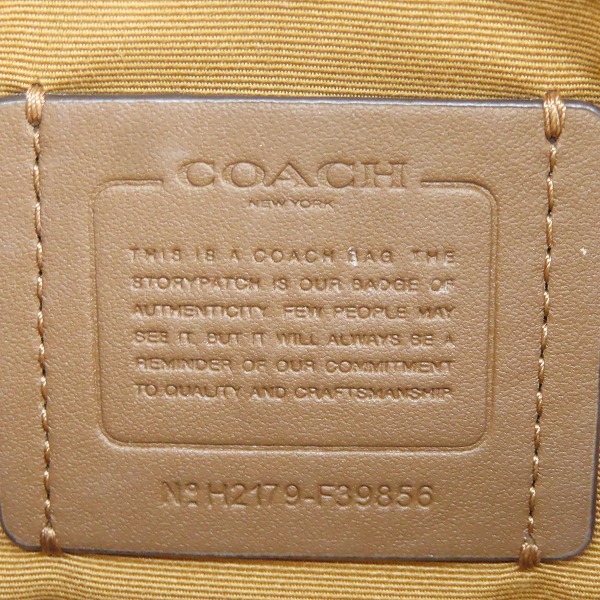 COACH
NEW YORK
THIS IS A COACH BAG. THE
STORYPATCH IS OUR BADGE OF
AUTHENTICITY. FEW PEOPLE MAY
SEE IT, BUT IT WILL ALWAYS BE A
REMINDER OF OUR COMMITMENT
TO QUALITY AND CRAFTSMANSHIP.
No: H2179-F39856